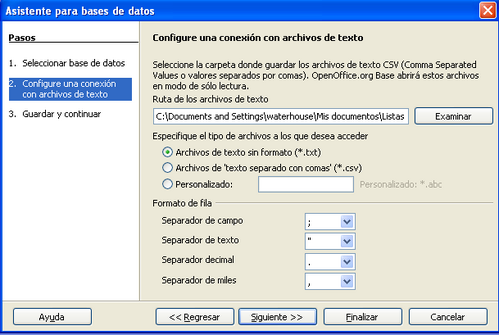 Asistente para bases de datos
Pasos
1. Seleccionar base de datos
2. Configure una conexión
con archivos de texto
3. Guardar y continuar
Configure una conexión con archivos de texto
Seleccione la carpeta donde guardar los archivos de texto CSV (Comma Separated
Values o valores separados por comas). OpenOffice.org Base abrirá estos archivos
en modo de sólo lectura.
Ruta de los archivos de texto
C:\Documents and Settings\waterhouse\Mis documentos\Listas
Examinar
Especifique el tipo de archivos a los que desea acceder
Archivos de texto sin formato (*.txt)
Archivos de 'texto separado con comas' (*.csv)
Personalizado:
Personalizado: *.abc
Formato de fila
Separador de campo ;
Separador de texto "
Separador decimal .
Separador de miles ,
Ayuda
<< Regresar
Siguiente >>
Finalizar
Cancelar